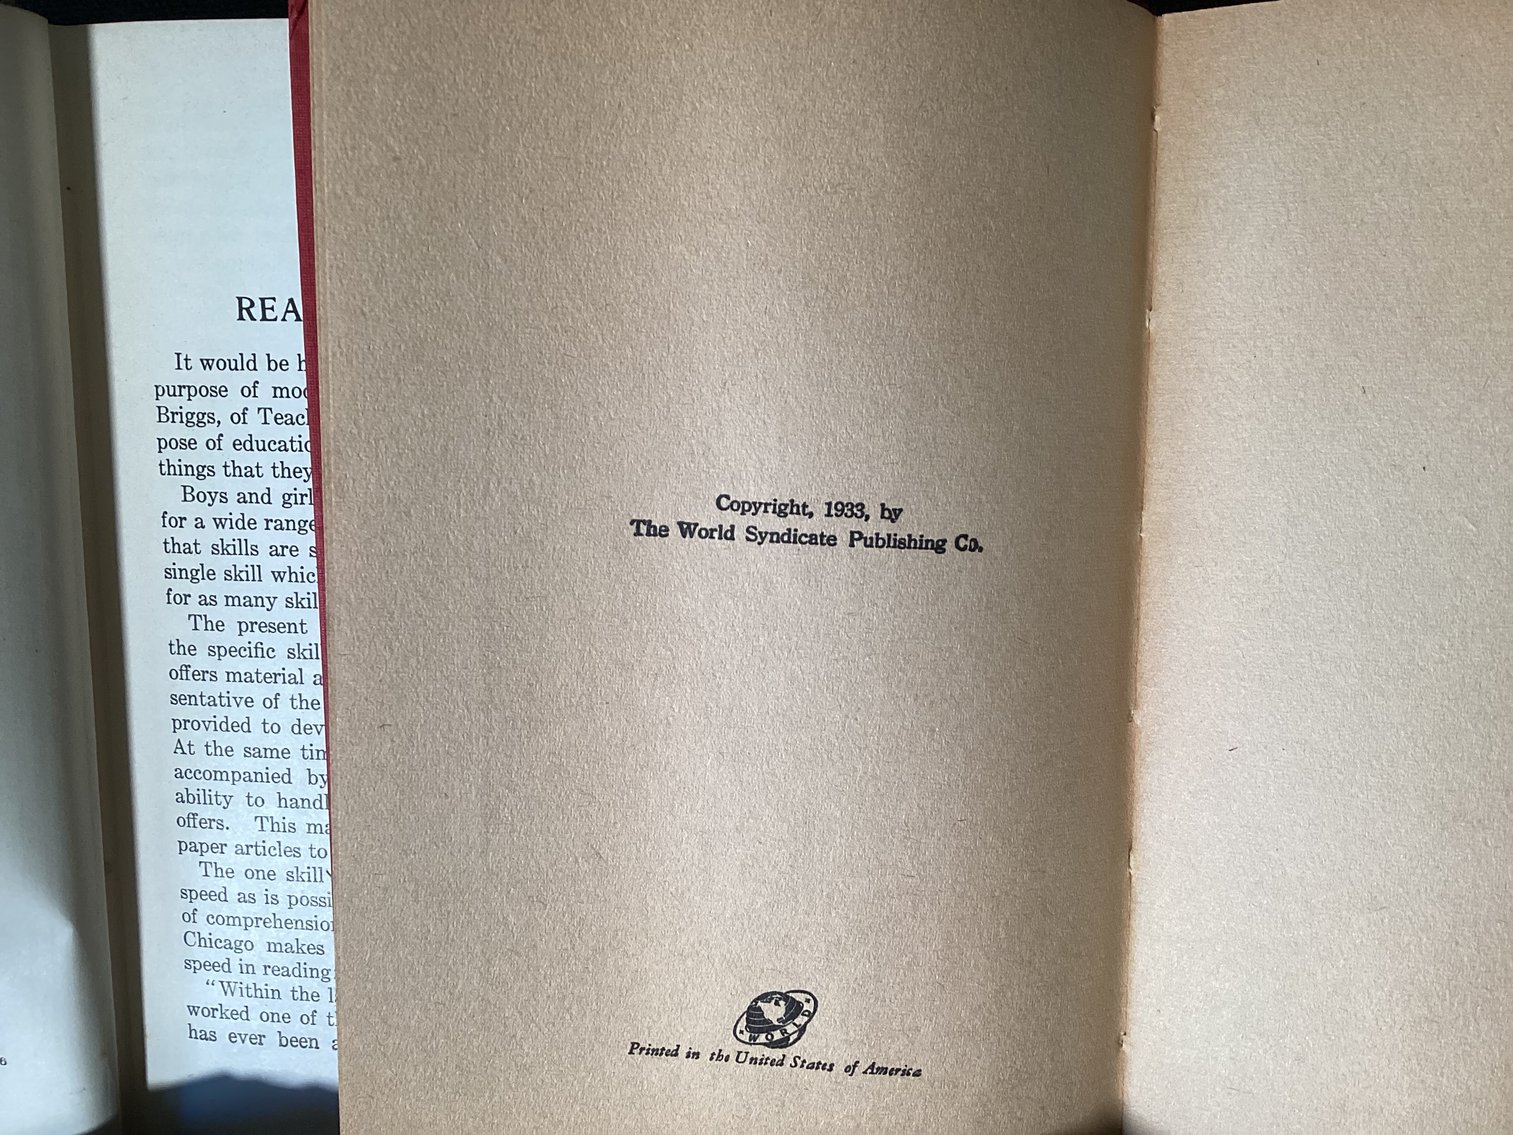 REA
It would be h
purpose of mo
Briggs, of Teac
pose of educatio
things that they
Boys and girl
for a wide range
that skills are s
single skill whic
for as many skil
The present
the specific skil
offers material a
sentative of the
provided to dev
At the same tim
accompanied by
ability to handl
offers. This ma
paper articles to
The one skill
speed as is possi
of comprehension
Chicago makes
speed in reading
“Within the l
worked one of t
has ever been a
6
Copyright, 1933, by
The World Syndicate Publishing Co.
WORLD
Printed in the United States of America